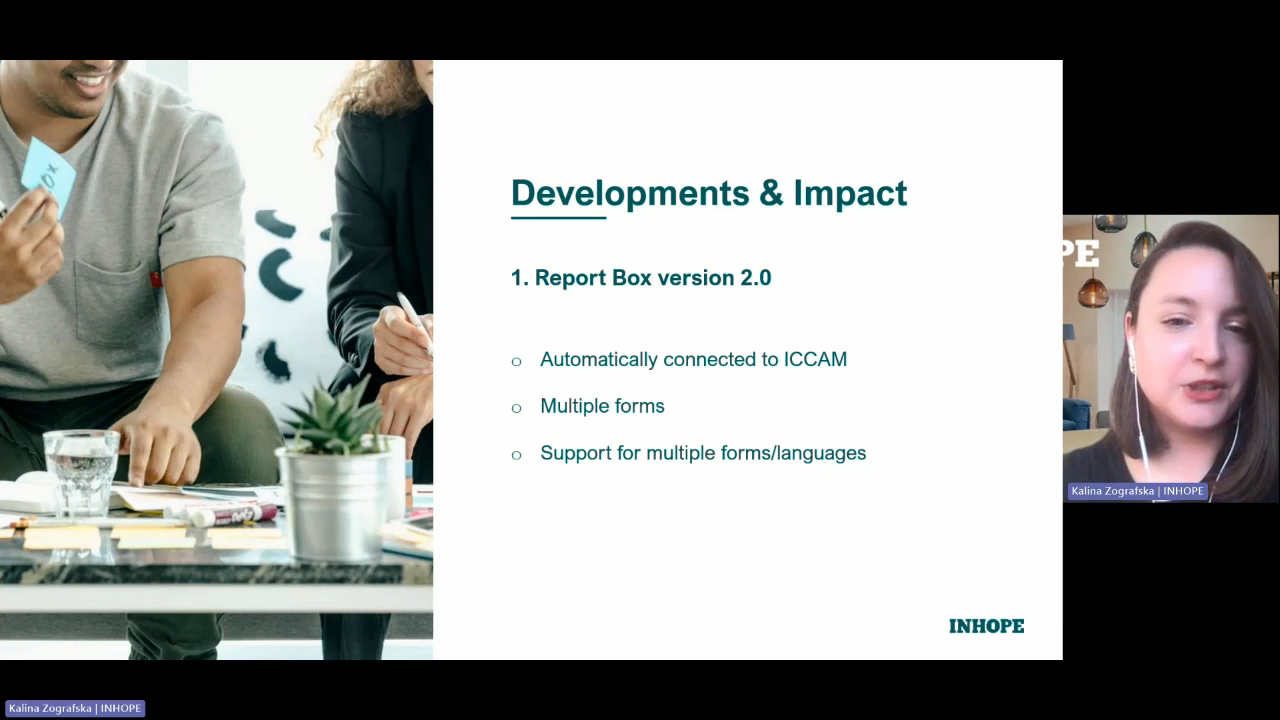 Developments & Impact
1. Report Box version 2.0
o Automatically connected to ICCAM
o Multiple forms
o Support for multiple forms/languages
INHOPE
PE
Kalina Zografska | INHOPE
Kalina Zografska | INHOPE